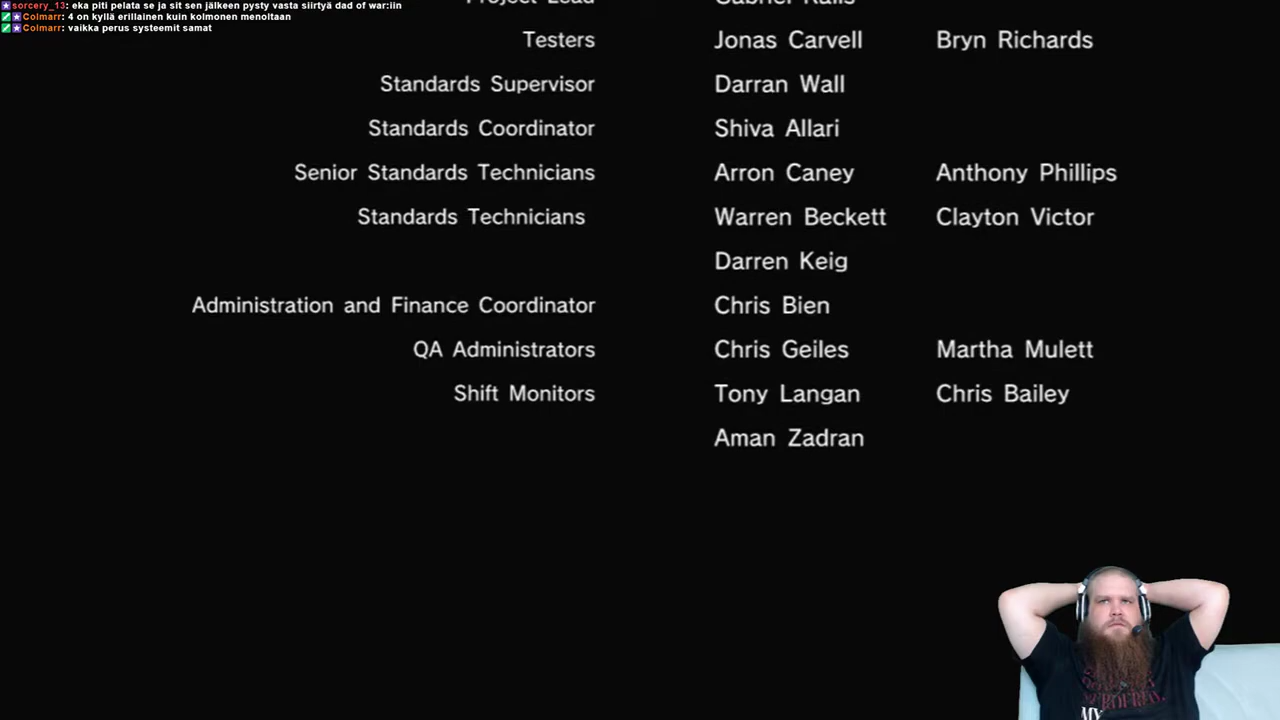 sorcery_13: eka piti pelata se ja sit sen jälkeen pysty vasta siirtyä dad of war:iin
Colmarr: 4 on kyllä erillainen kuin kolmonen menoltaan
Colmarr: vaikka perus systeemit samat
Testers Jonas Carvell Bryn Richards
Standards Supervisor Darran Wall
Standards Coordinator Shiva Allari
Senior Standards Technicians Arron Caney Anthony Phillips
Standards Technicians Warren Beckett Clayton Victor
Darren Keig
Administration and Finance Coordinator Chris Bien
QA Administrators Chris Geiles Martha Mulett
Shift Monitors Tony Langan Chris Bailey
Aman Zadran
MY